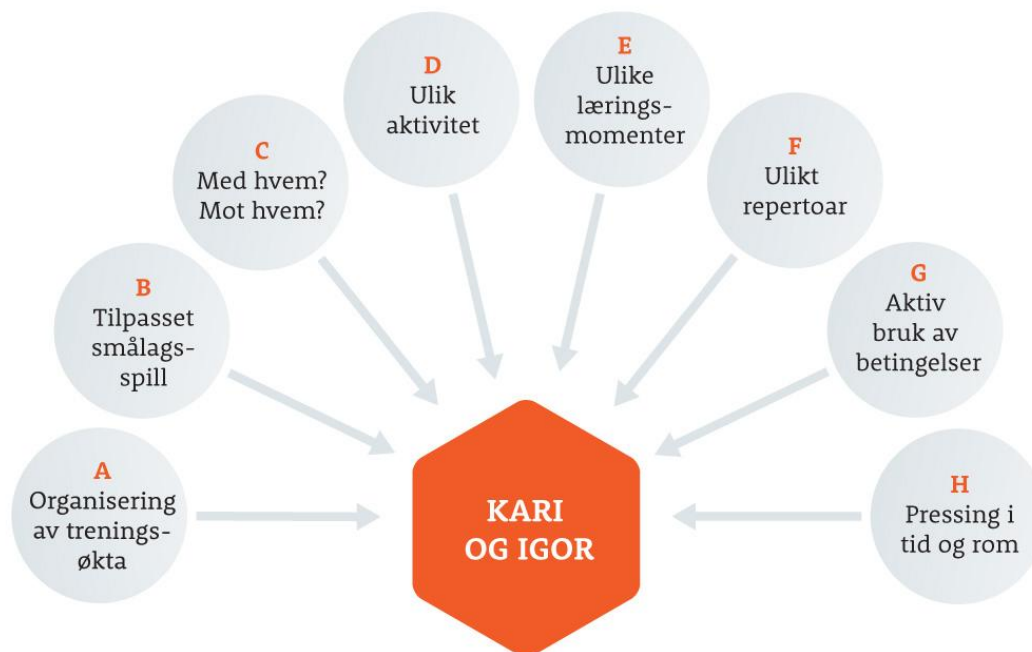 A
Organisering
av trenings-
økta
B
Tilpasset
smålags-
spill
C
Med hvem?
Mot hvem?
D
Ulik
aktivitet
E
Ulike
lærings-
momenter
F
Ulikt
repertoar
G
Aktiv
bruk av
betingelser
H
Pressing i
tid og rom
KARI
OG IGOR